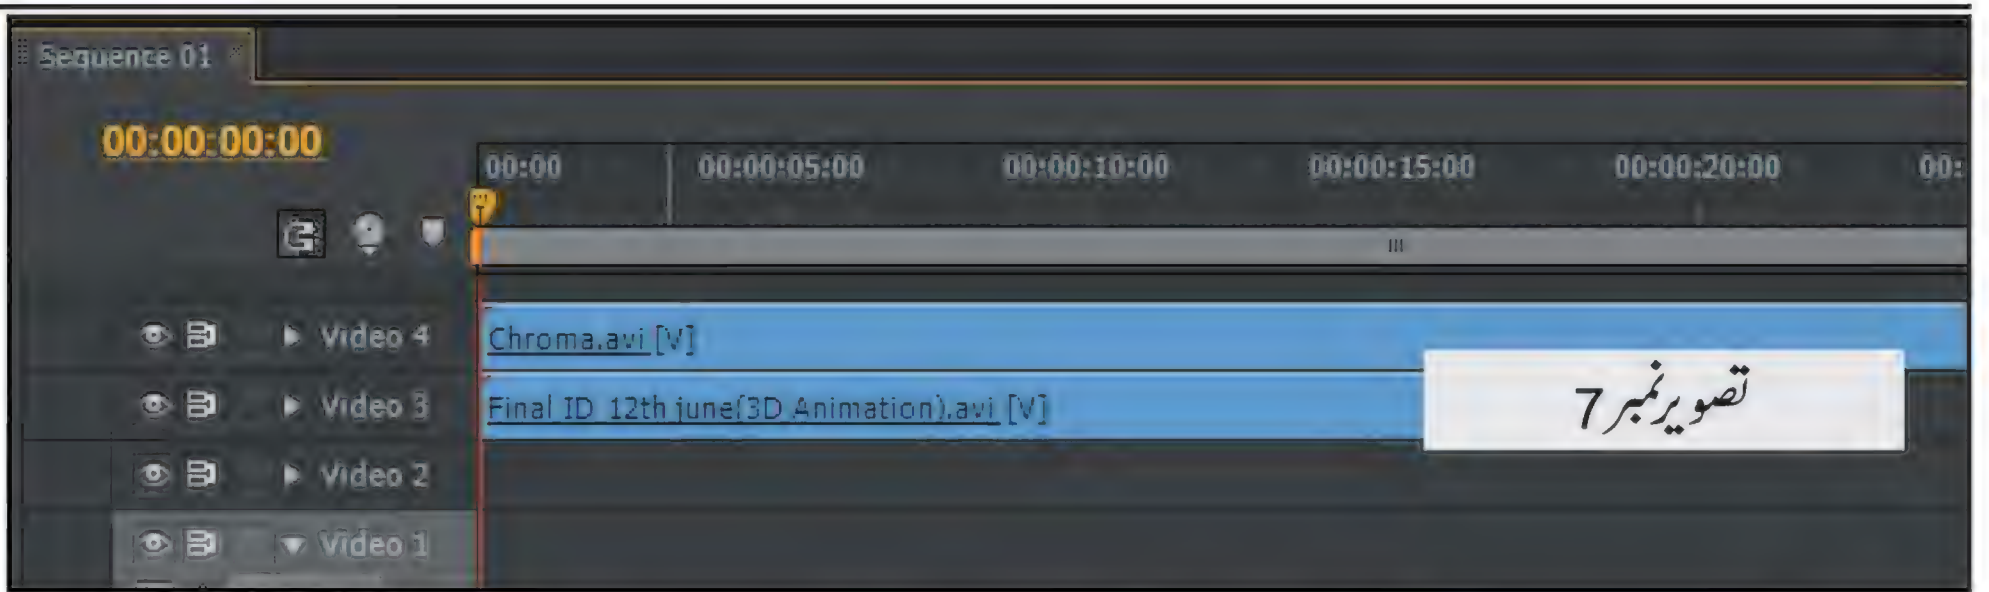 Sequence 01
00:00:00:00
00:00 00:00:05:00 00:00:10:00 00:00:15:00 00:00:20:00 00:
Video 4 Chroma.avi [V]
Video 3 Final ID 12th june(3D Animation).avi [V]
تصویر نمبر 7
Video 2
Video 1